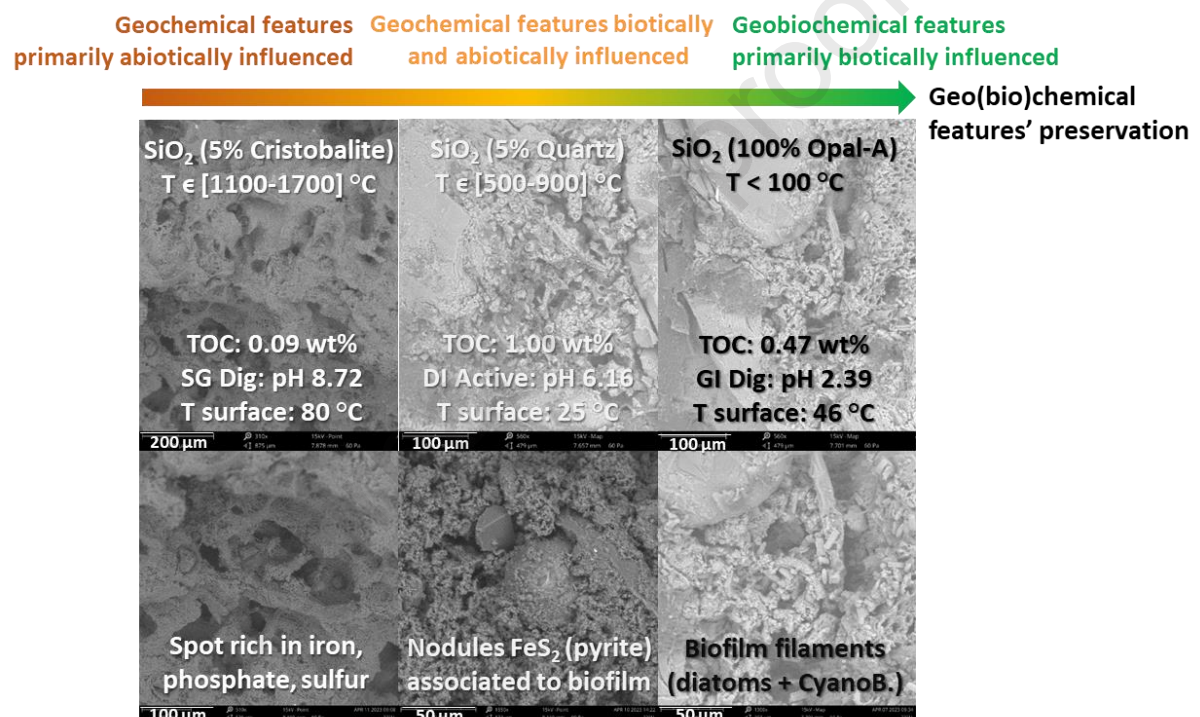 Geochemical features
primarily abiotically influenced
Geochemical features biotically
and abiotically influenced
Geobiochemical features
primarily biotically influenced
Geo(bio)chemical
features’ preservation
SiO₂ (5% Cristobalite)
T ϵ [1100-1700] °C
TOC: 0.09 wt%
SG Dig: pH 8.72
T surface: 80 °C
200 µm
SiO₂ (5% Quartz)
T ϵ [500-900] °C
TOC: 1.00 wt%
DI Active: pH 6.16
T surface: 25 °C
100 µm
SiO₂ (100% Opal-A)
T < 100 °C
TOC: 0.47 wt%
GI Dig: pH 2.39
T surface: 46 °C
100 µm
Spot rich in iron,
phosphate, sulfur
100 µm
Nodules FeS₂ (pyrite)
associated to biofilm
50 µm
Biofilm filaments
(diatoms + CyanoB.)
50 µm